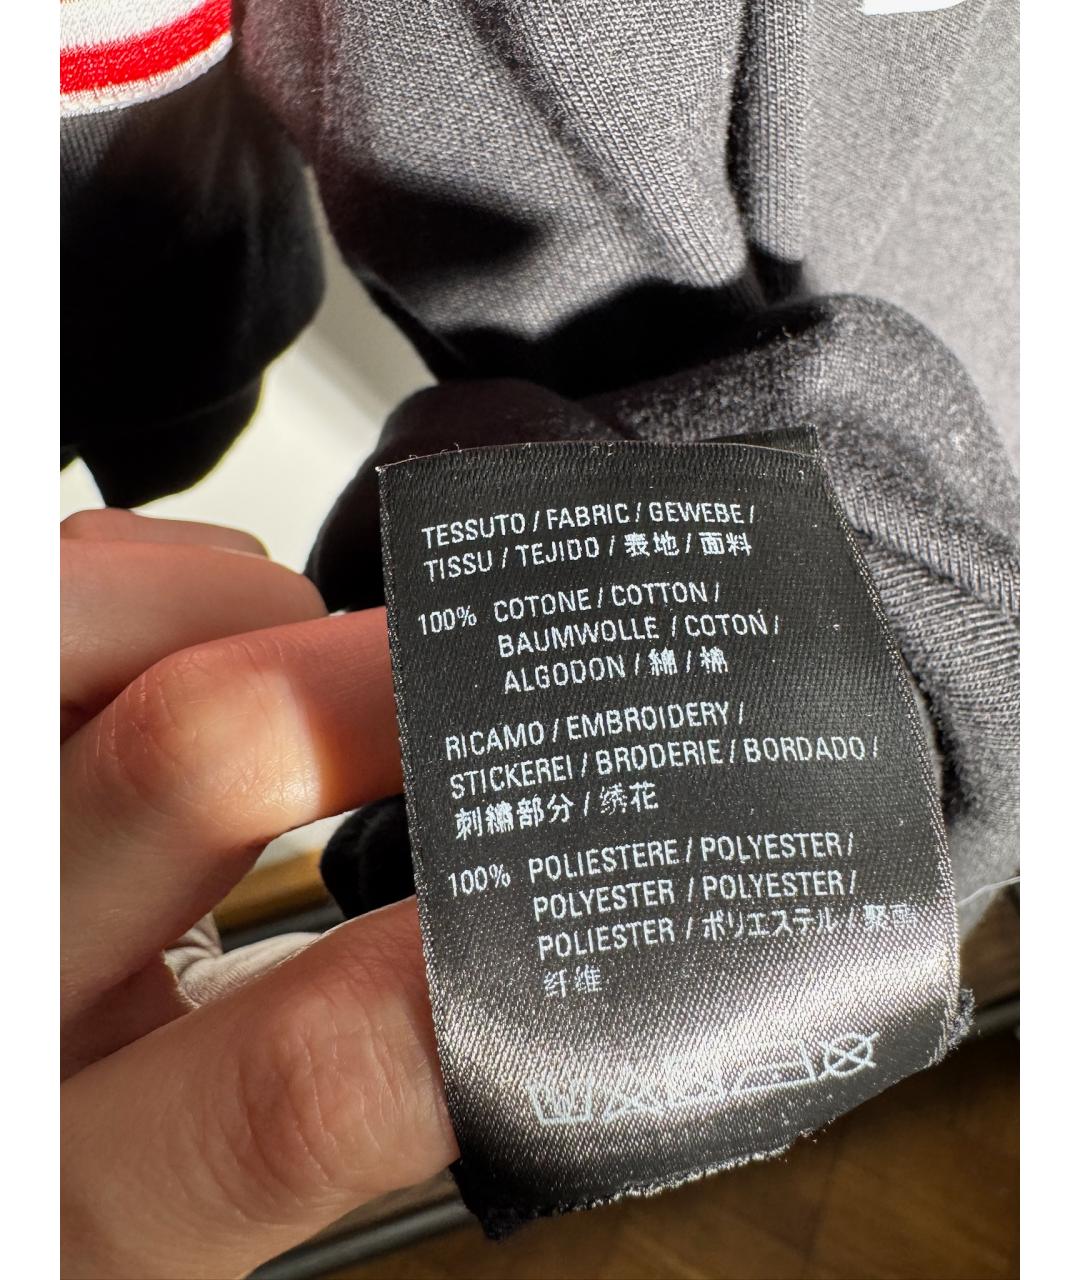 TESSUTO / FABRIC / GEWEBE /
TISSU / TEJIDO / 表地 / 面料
100% COTONE / COTTON /
BAUMWOLLE / COTON /
ALGODON / 綿 / 棉
RICAMO / EMBROIDERY /
STICKEREI / BRODERIE / BORDADO /
刺繍部分 / 绣花
100% POLIESTERE / POLYESTER /
POLYESTER / POLYESTER /
POLIESTER / ポリエステル / 聚酯
纤维